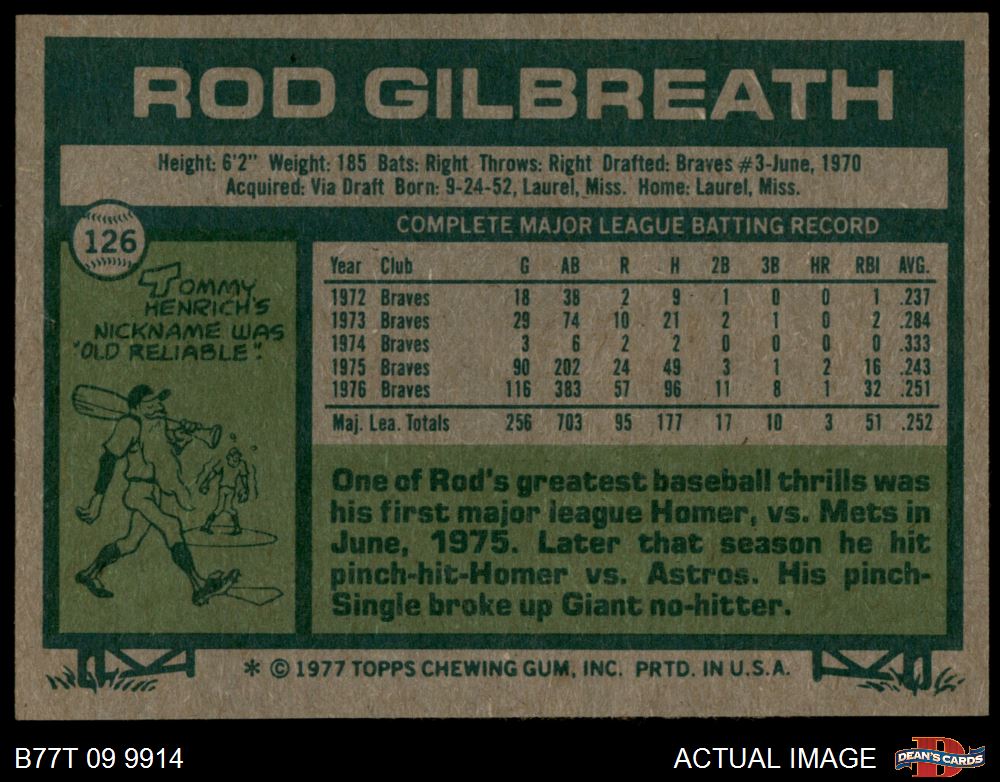 ROD GILBREATH
Height: 6'2" Weight: 185 Bats: Right Throws: Right Drafted: Braves #3-June, 1970
Acquired: Via Draft Born: 9-24-52, Laurel, Miss. Home: Laurel, Miss.
126
TOMMY
HENRICH'S
NICKNAME WAS
"OLD RELIABLE".
COMPLETE MAJOR LEAGUE BATTING RECORD
Year Club G AB R H 2B 3B HR RBI AVG.
1972 Braves 18 38 2 9 1 0 0 1 .237
1973 Braves 29 74 10 21 2 1 0 2 .284
1974 Braves 3 6 2 2 0 0 0 0 .333
1975 Braves 90 202 24 49 3 1 2 16 .243
1976 Braves 116 383 57 96 11 8 1 32 .251
Maj. Lea. Totals 256 703 95 177 17 10 3 51 .252
One of Rod's greatest baseball thrills was
his first major league Homer, vs. Mets in
June, 1975. Later that season he hit
pinch-hit-Homer vs. Astros. His pinch-
Single broke up Giant no-hitter.
* © 1977 TOPPS CHEWING GUM, INC. PRTD. IN U.S.A.
B77T 09 9914
ACTUAL IMAGE
D
DEAN'S CARDS